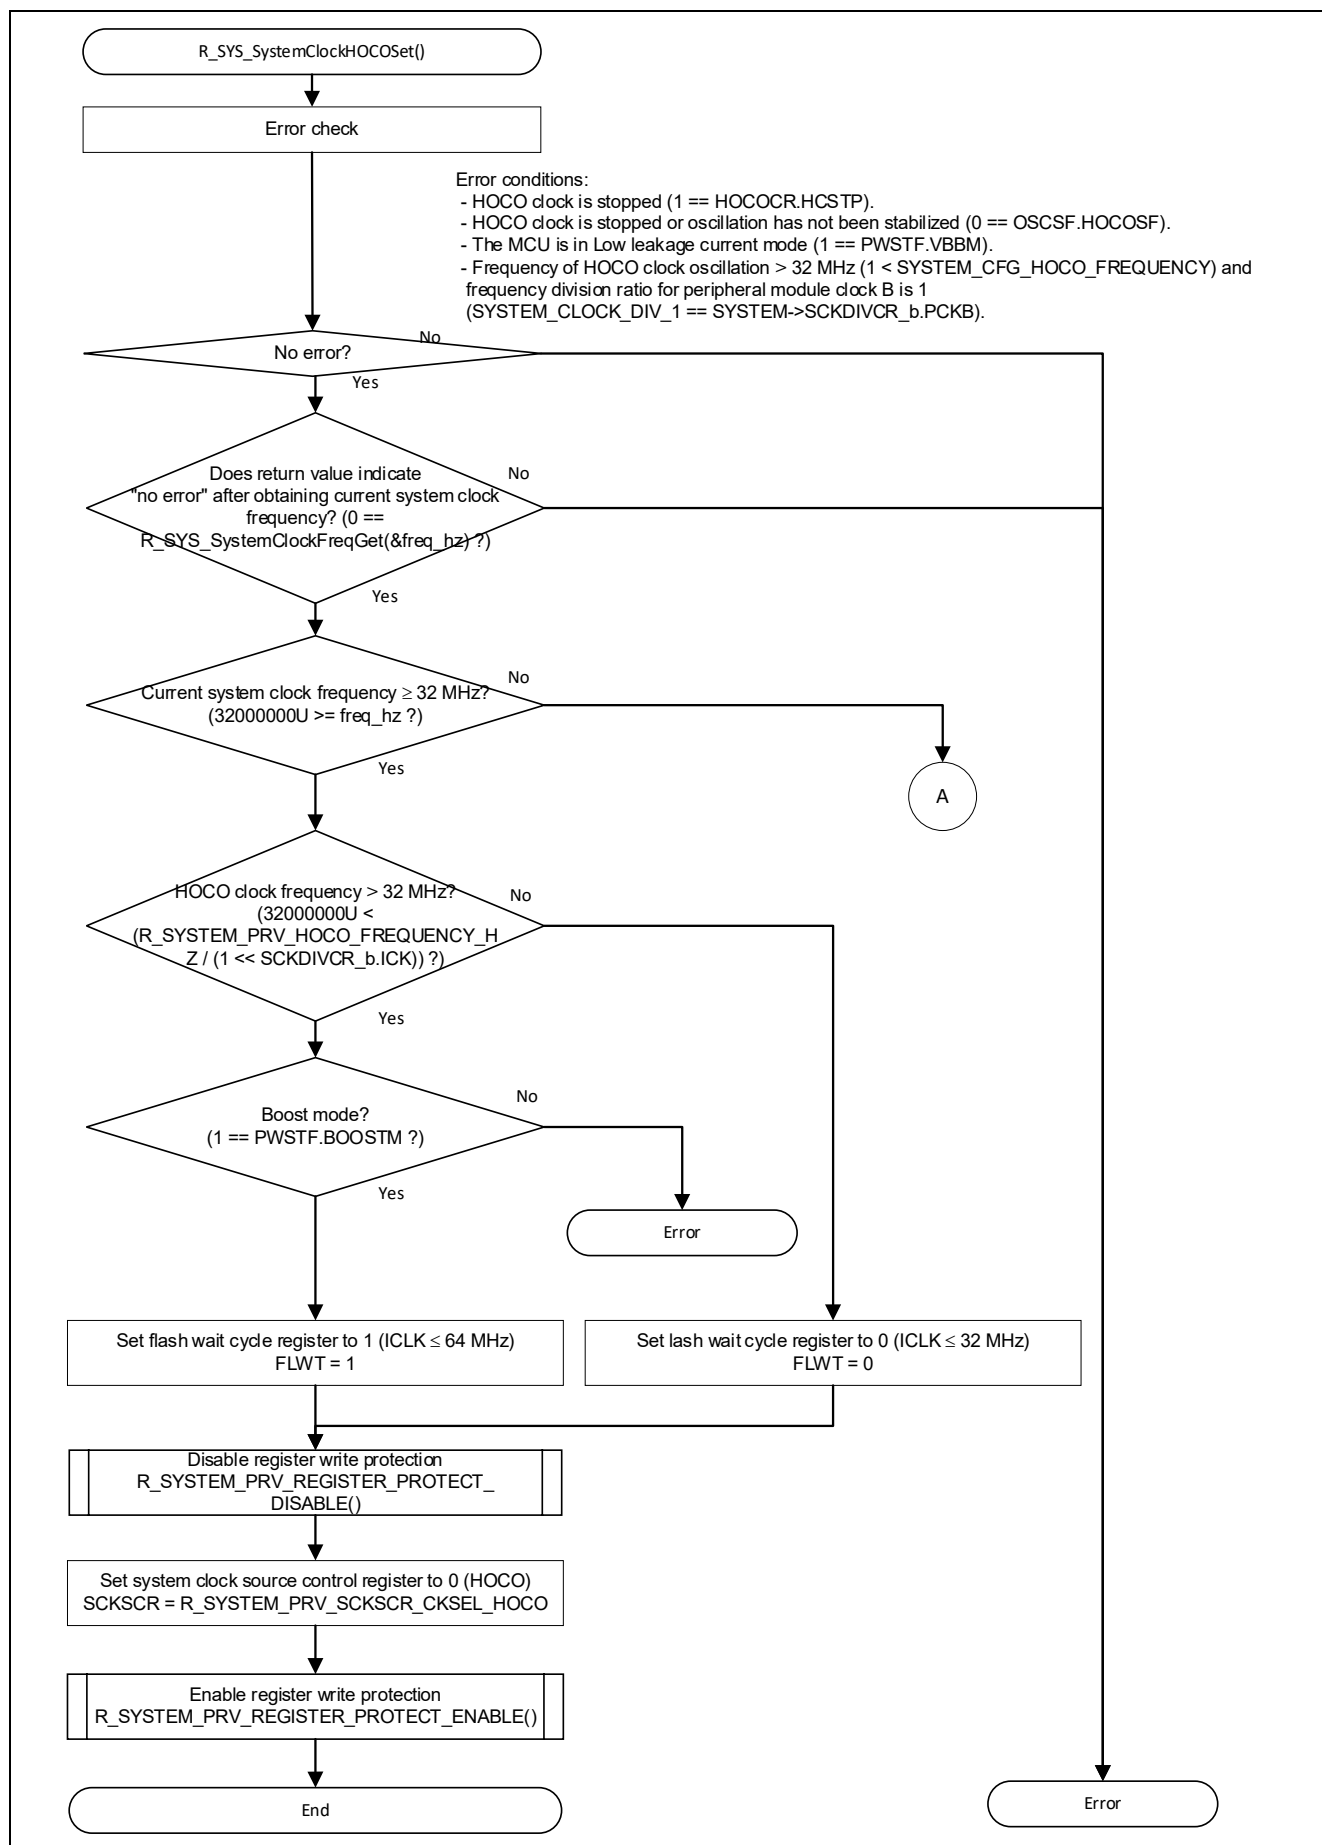 R_SYS_SystemClockHOCOSet()
Error check
Error conditions:
- HOCO clock is stopped (1 == HOCOCR.HCSTP).
- HOCO clock is stopped or oscillation has not been stabilized (0 == OSCSF.HOCOSF).
- The MCU is in Low leakage current mode (1 == PWSTF.VBBM).
- Frequency of HOCO clock oscillation > 32 MHz (1 < SYSTEM_CFG_HOCO_FREQUENCY) and
frequency division ratio for peripheral module clock B is 1
(SYSTEM_CLOCK_DIV_1 == SYSTEM->SCKDIVCR_b.PCKB).
No error?
No
Yes
Does return value indicate
"no error" after obtaining current system clock
frequency? (0 ==
R_SYS_SystemClockFreqGet(&freq_hz) ?)
No
Yes
Current system clock frequency ≥ 32 MHz?
(32000000U >= freq_hz ?)
No
Yes
A
HOCO clock frequency > 32 MHz?
(32000000U <
(R_SYSTEM_PRV_HOCO_FREQUENCY_H
Z / (1 << SCKDIVCR_b.ICK)) ?)
No
Yes
Boost mode?
(1 == PWSTF.BOOSTM ?)
No
Yes
Error
Set flash wait cycle register to 1 (ICLK ≤ 64 MHz)
FLWT = 1
Set lash wait cycle register to 0 (ICLK ≤ 32 MHz)
FLWT = 0
Disable register write protection
R_SYSTEM_PRV_REGISTER_PROTECT_
DISABLE()
Set system clock source control register to 0 (HOCO)
SCKSCR = R_SYSTEM_PRV_SCKSCR_CKSEL_HOCO
Enable register write protection
R_SYSTEM_PRV_REGISTER_PROTECT_ENABLE()
End
Error